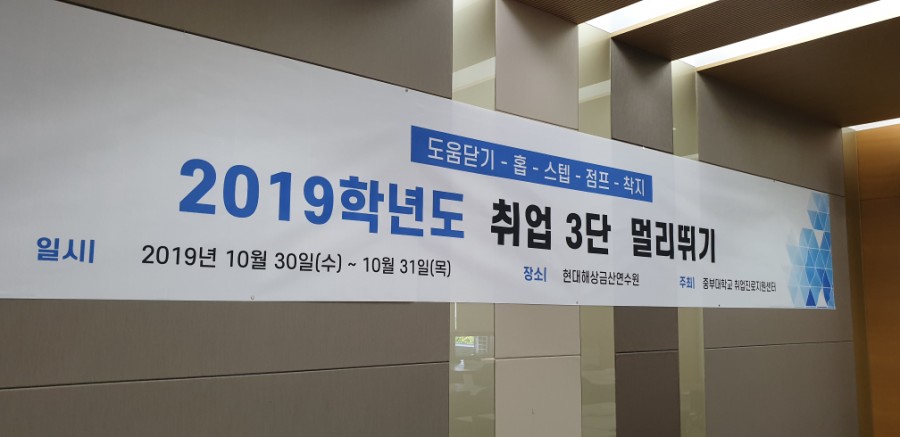 도움닫기 - 홉 - 스텝 - 점프 - 착지
2019학년도 취업 3단 멀리뛰기
일시| 2019년 10월 30일(수) ~ 10월 31일(목) 장소| 현대해상금산연수원 주최| 중부대학교 취업진로지원센터